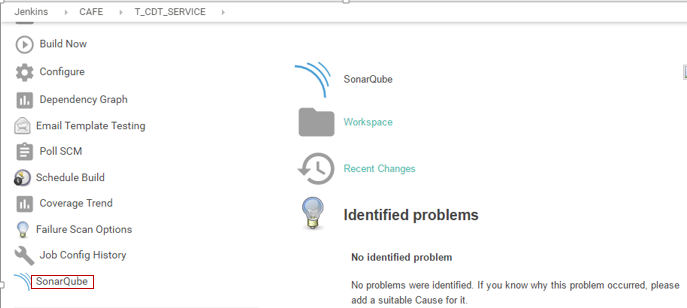 Jenkins CAFE T_CDT_SERVICE
Build Now
Configure
Dependency Graph
Email Template Testing
Poll SCM
Schedule Build
Coverage Trend
Failure Scan Options
Job Config History
SonarQube
SonarQube
Workspace
Recent Changes
Identified problems
No identified problem
No problems were identified. If you know why this problem occurred, please
add a suitable Cause for it.